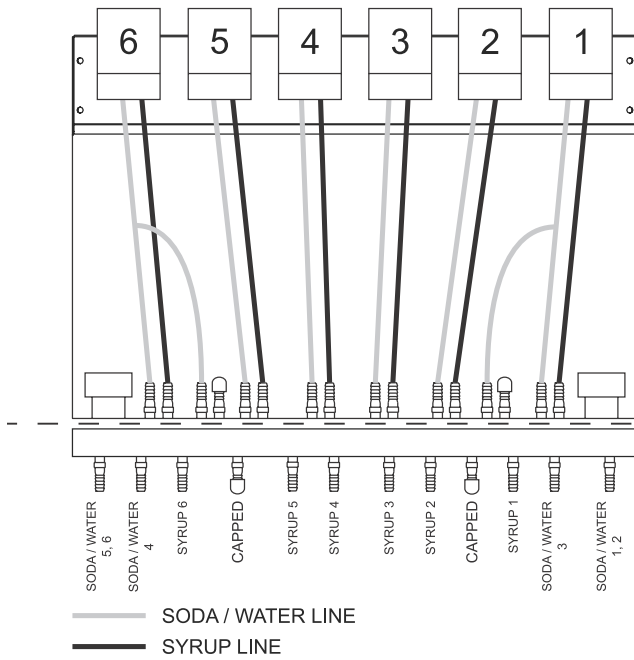 6 5 4 3 2 1
SODA / WATER
5, 6
SODA / WATER
4
SYRUP 6
CAPPED
SYRUP 5
SYRUP 4
SYRUP 3
SYRUP 2
CAPPED
SYRUP 1
SODA / WATER
3
SODA / WATER
1, 2
SODA / WATER LINE
SYRUP LINE